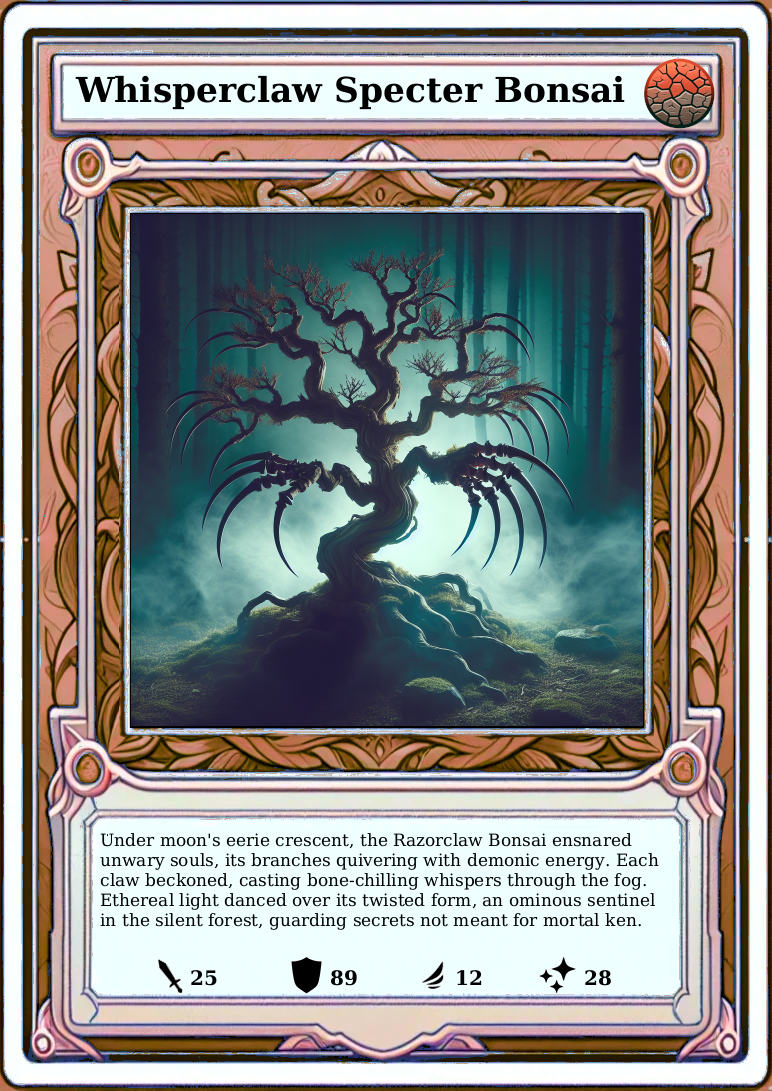 Whisperclaw Specter Bonsai
Under moon's eerie crescent, the Razorclaw Bonsai ensnared
unwary souls, its branches quivering with demonic energy. Each
claw beckoned, casting bone-chilling whispers through the fog.
Ethereal light danced over its twisted form, an ominous sentinel
in the silent forest, guarding secrets not meant for mortal ken.
25 89 12 28